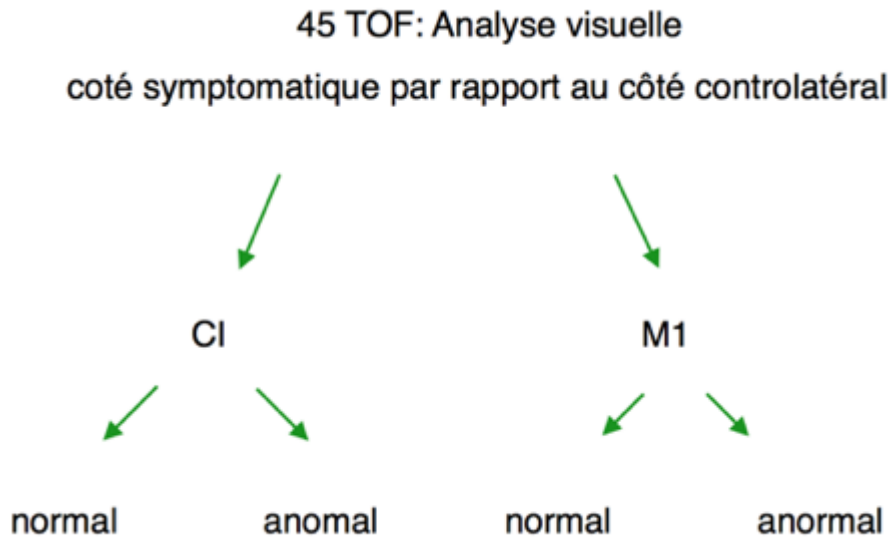 45 TOF: Analyse visuelle
coté symptomatique par rapport au côté controlatéral
CI M1
normal anomal normal anormal